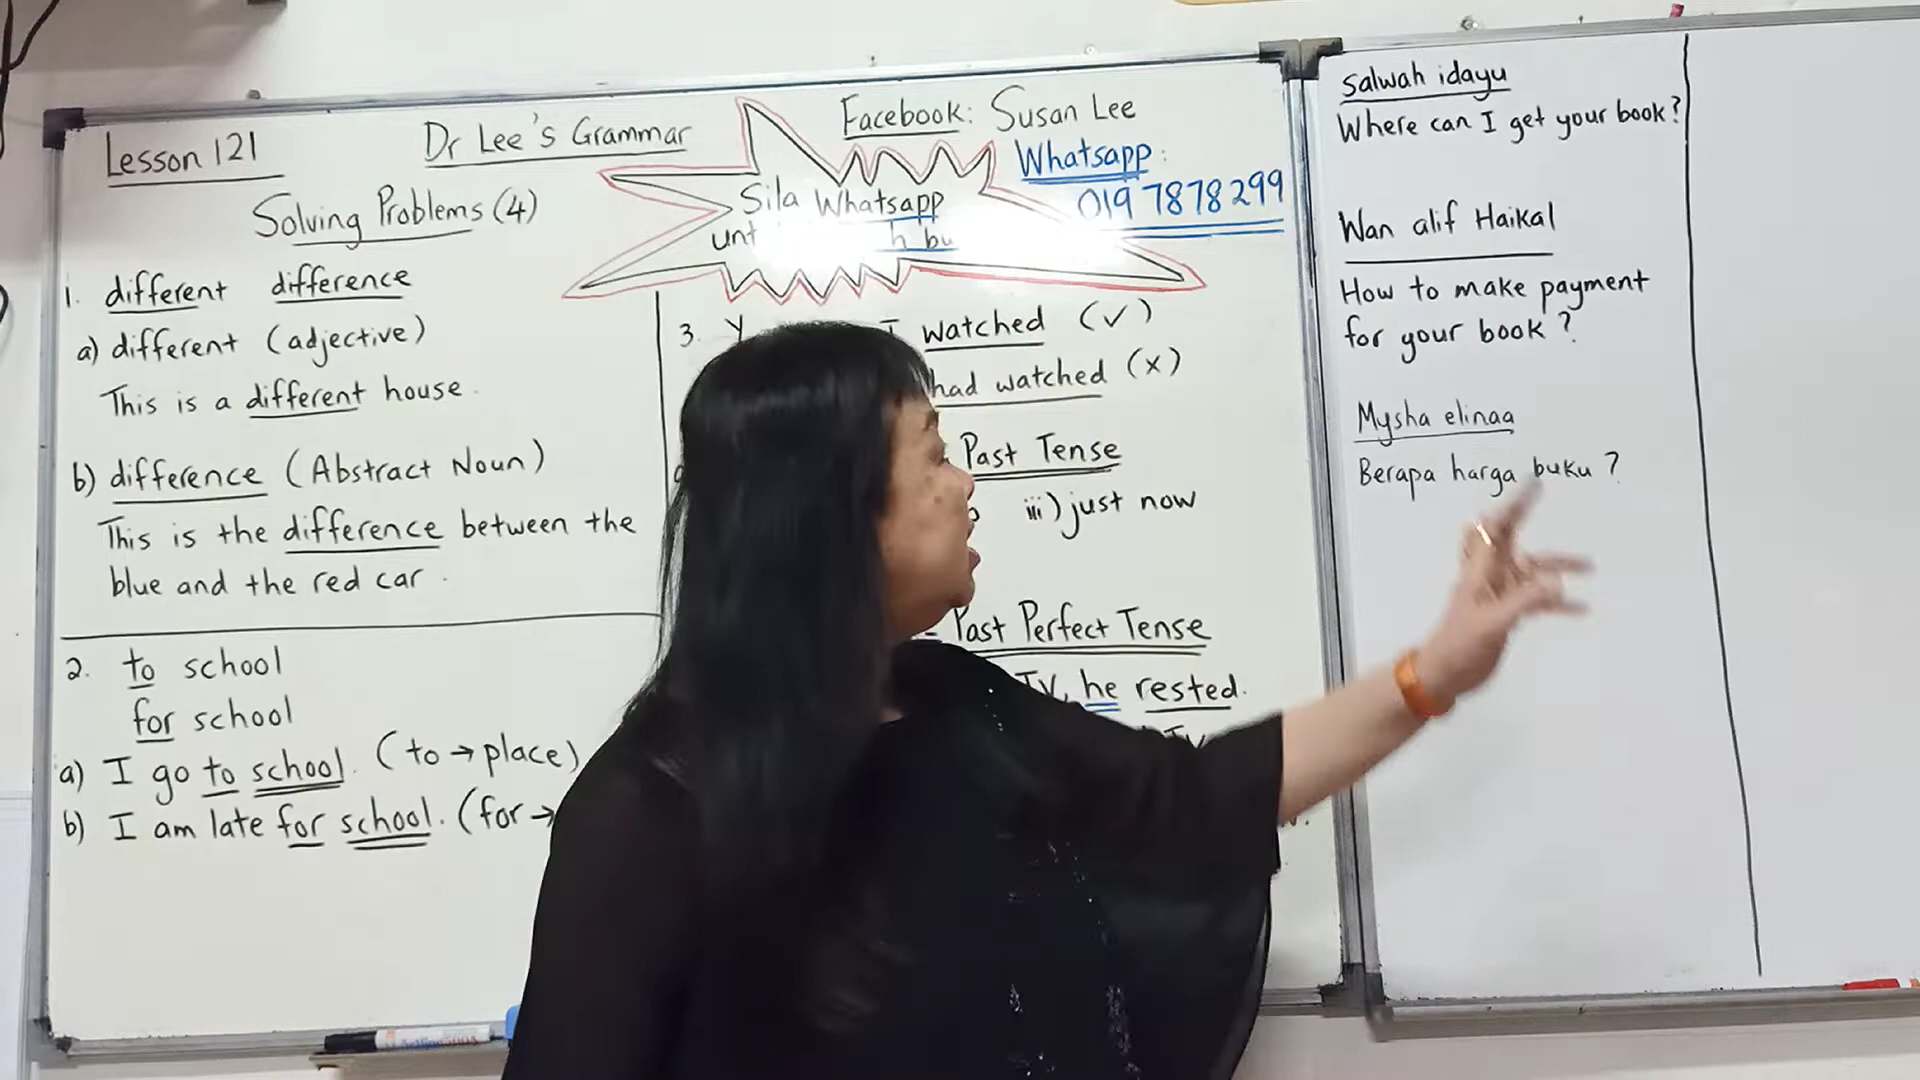 Lesson 121
Dr Lee's Grammar
Facebook: Susan Lee
Whatsapp:
019 7878299
Solving Problems (4)
Sila Whatsapp
1. different difference
a) different (adjective)
This is a different house.
b) difference (Abstract Noun)
This is the difference between the
blue and the red car.
2. to school
for school
a) I go to school. (to → place)
b) I am late for school. (for →
3. I watched (✓)
had watched (x)
Past Tense
iii) just now
- Past Perfect Tense
TV, he rested.
TV
salwah idayu
Where can I get your book?
Wan alif Haikal
How to make payment
for your book?
Mysha elinaa
Berapa harga buku?